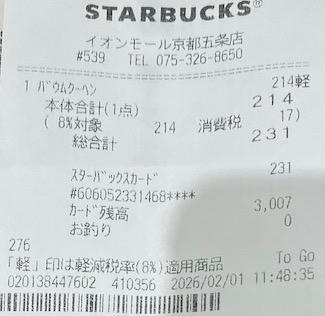 STARBUCKS®
イオンモール京都五条店
#539 TEL 075-326-8650
1 バウムクーヘン 214軽
本体合計(1点) 214
( 8%対象 214 消費税 17)
総合計 231
スターバックスカード 231
#606052331468****
カード残高 3,007
お釣り 0
276 To Go
「軽」印は軽減税率(8%)適用商品
020138447602 410356 2026/02/01 11:48:35